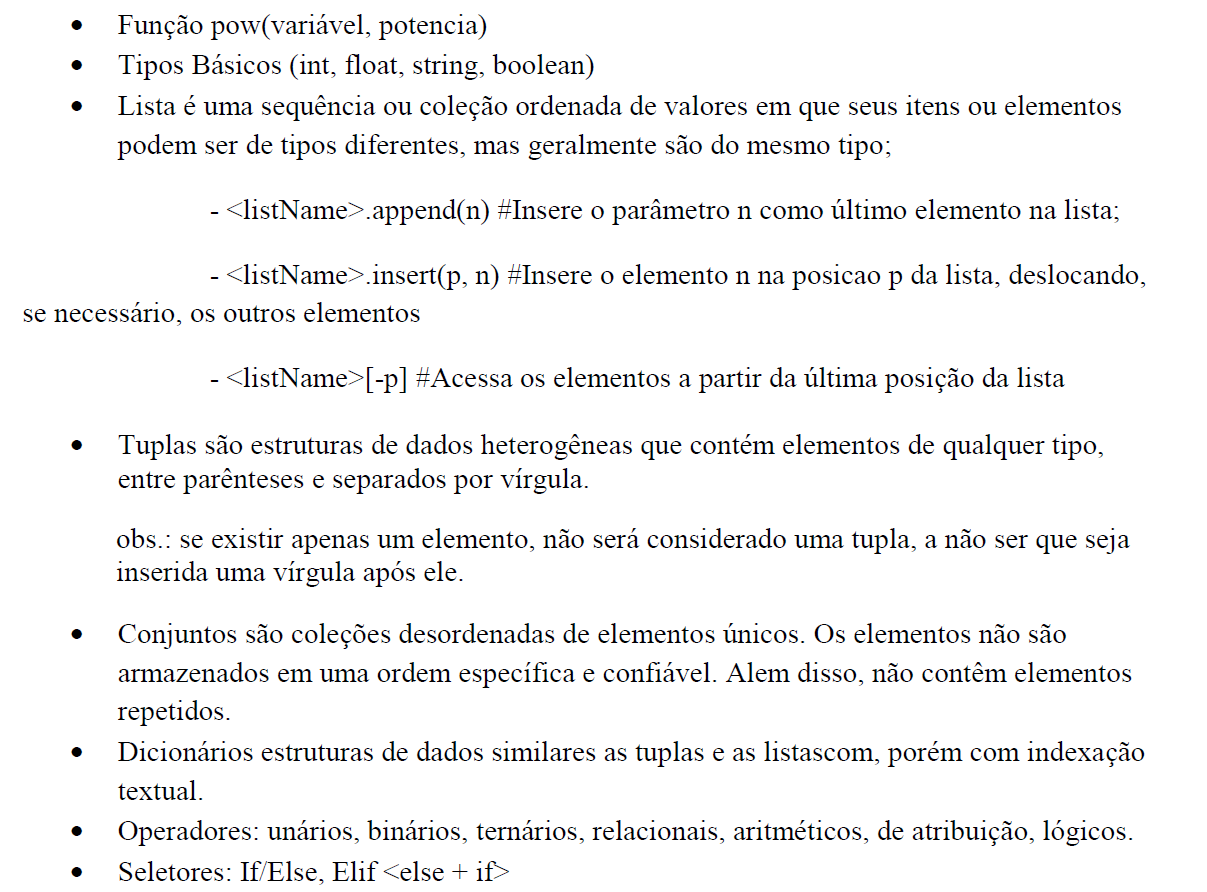 • Função pow(variável, potencia)
• Tipos Básicos (int, float, string, boolean)
• Lista é uma sequência ou coleção ordenada de valores em que seus itens ou elementos
podem ser de tipos diferentes, mas geralmente são do mesmo tipo;
- <listName>.append(n) #Insere o parâmetro n como último elemento na lista;
- <listName>.insert(p, n) #Insere o elemento n na posicao p da lista, deslocando,
se necessário, os outros elementos
- <listName>[-p] #Acessa os elementos a partir da última posição da lista
• Tuplas são estruturas de dados heterogêneas que contém elementos de qualquer tipo,
entre parênteses e separados por vírgula.
obs.: se existir apenas um elemento, não será considerado uma tupla, a não ser que seja
inserida uma vírgula após ele.
• Conjuntos são coleções desordenadas de elementos únicos. Os elementos não são
armazenados em uma ordem específica e confiável. Alem disso, não contêm elementos
repetidos.
• Dicionários estruturas de dados similares as tuplas e as listascom, porém com indexação
textual.
• Operadores: unários, binários, ternários, relacionais, aritméticos, de atribuição, lógicos.
• Seletores: If/Else, Elif <else + if>